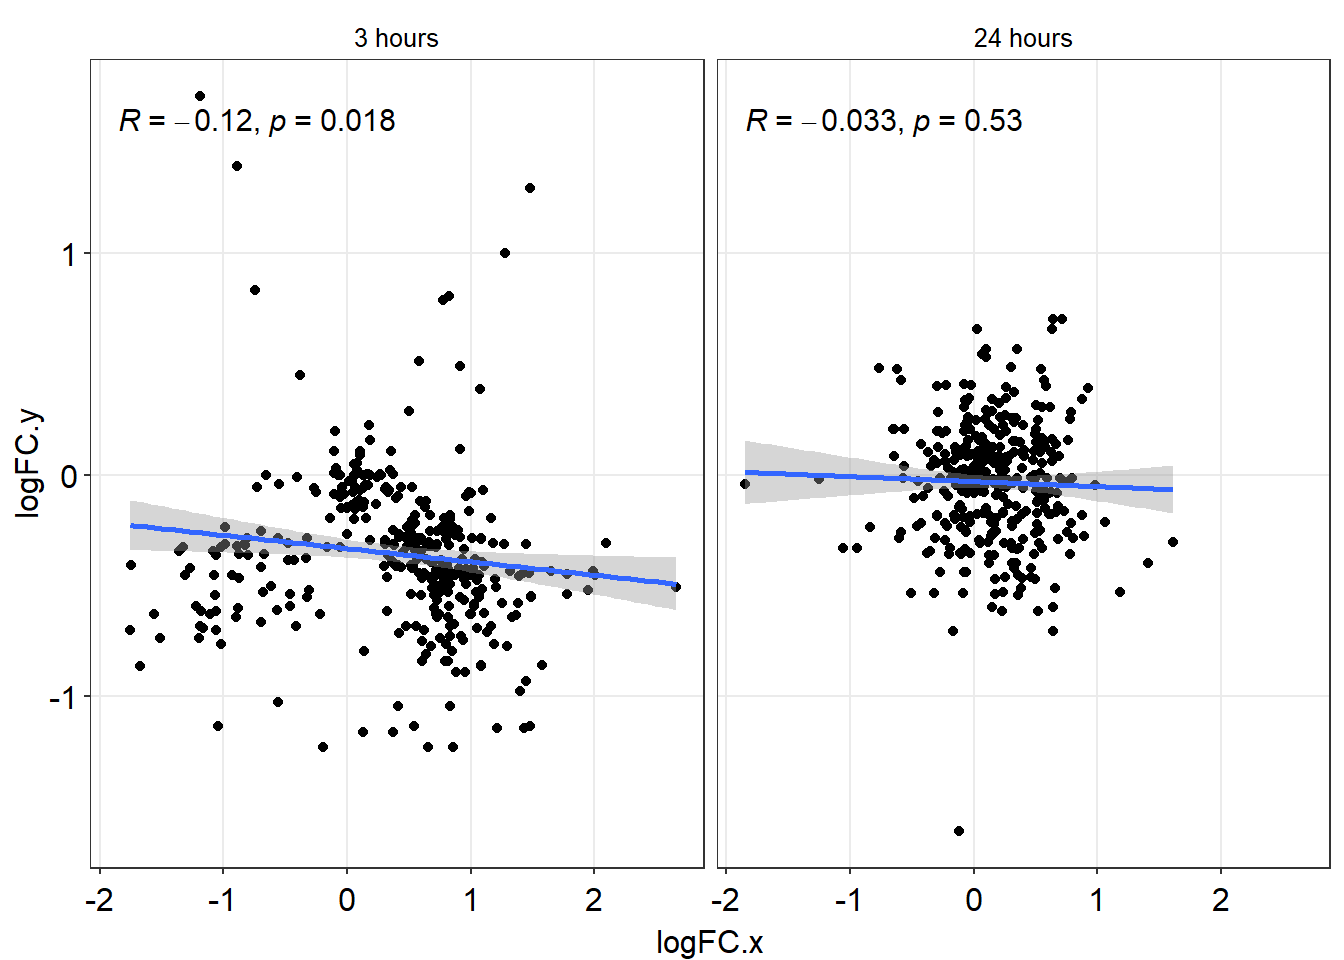 3 hours
24 hours
R = −0.12, p = 0.018
R = −0.033, p = 0.53
1
0
-1
logFC.y
-2 -1 0 1 2
-2 -1 0 1 2
logFC.x